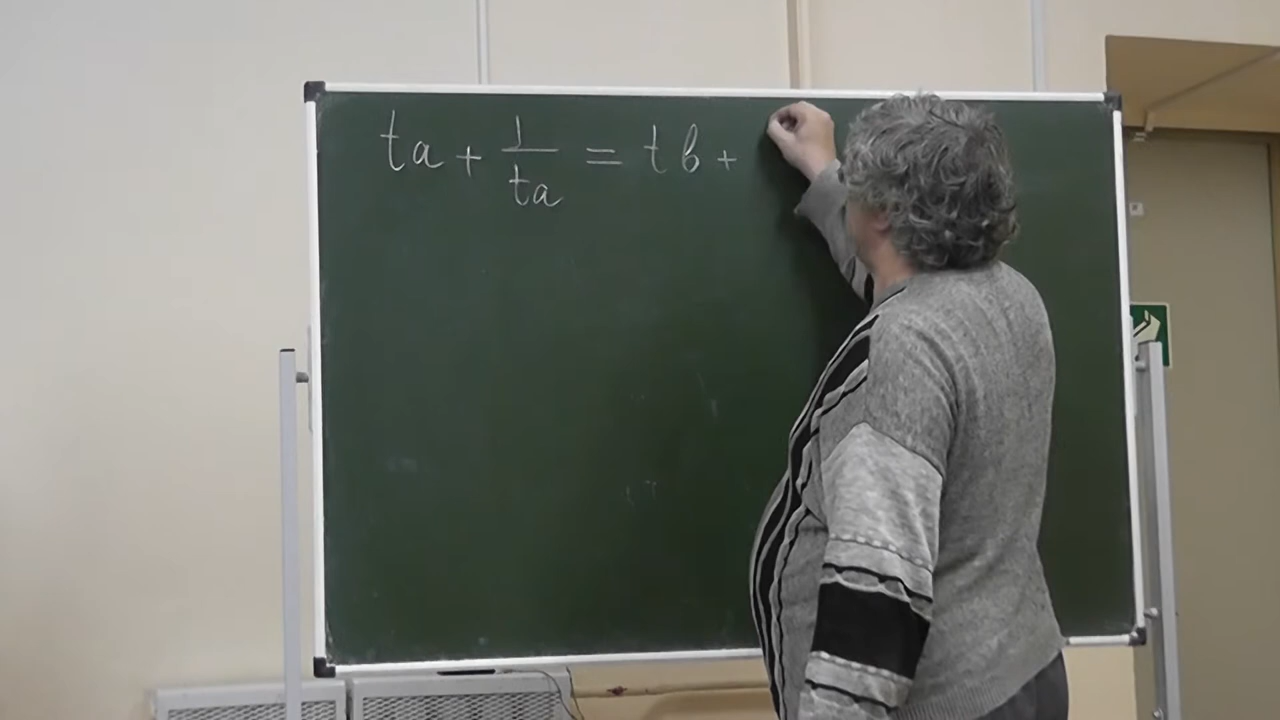 ta + 1/ta = tb +